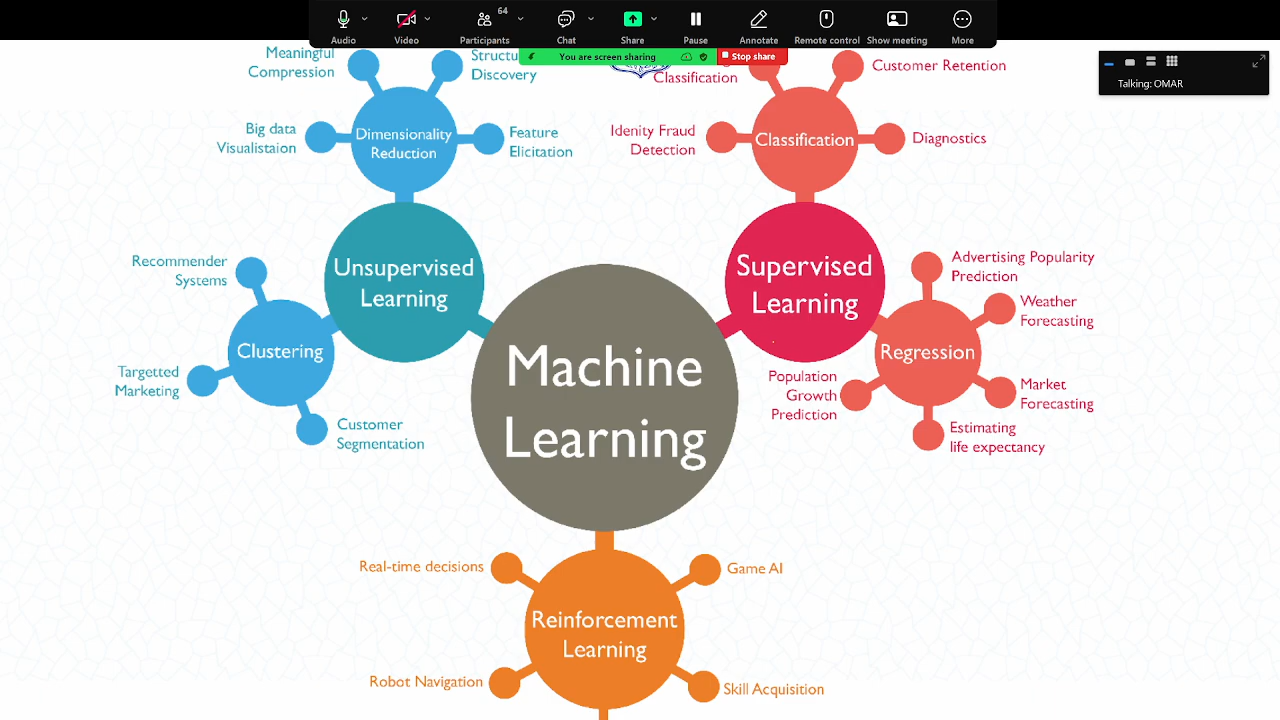 64
Audio
Video
Participants
Chat
Share
Pause
Annotate
Remote control
Show meeting
More
You are screen sharing
Stop share
Talking: OMAR
Meaningful
Compression
Discovery
Big data
Visualistaion
Dimensionality
Reduction
Feature
Elicitation
Classification
Customer Retention
Idenity Fraud
Detection
Classification
Diagnostics
Recommender
Systems
Unsupervised
Learning
Clustering
Targetted
Marketing
Customer
Segmentation
Machine
Learning
Supervised
Learning
Advertising Popularity
Prediction
Weather
Forecasting
Regression
Population
Growth
Prediction
Market
Forecasting
Estimating
life expectancy
Real-time decisions
Game AI
Reinforcement
Learning
Robot Navigation
Skill Acquisition